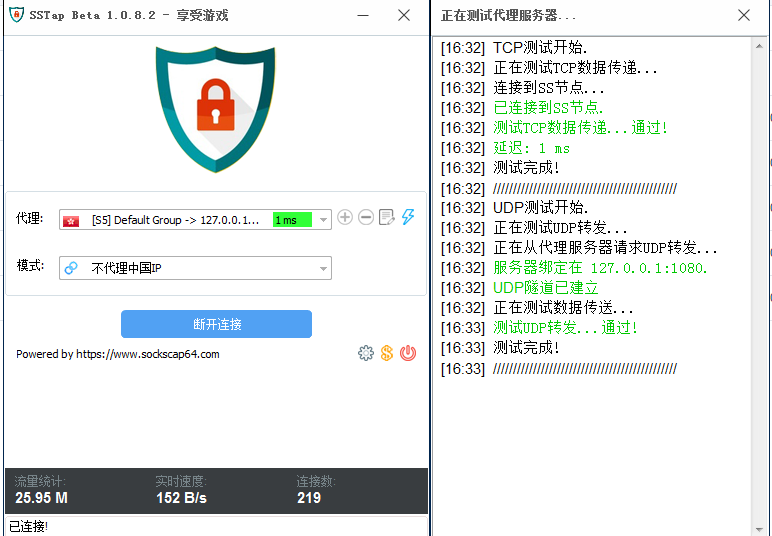 SSTap Beta 1.0.8.2 - 享受游戏
代理:
[S5] Default Group -> 127.0.0.1...
1 ms
模式:
不代理中国IP
断开连接
Powered by https://www.sockscap64.com
流量统计:
实时速度:
连接数:
25.95 M
152 B/s
219
已连接!
正在测试代理服务器...
[16:32] TCP测试开始.
[16:32] 正在测试TCP数据传递...
[16:32] 连接到SS节点...
[16:32] 已连接到SS节点.
[16:32] 测试TCP数据传递...通过!
[16:32] 延迟: 1 ms
[16:32] 测试完成!
[16:32] //////////////////////////////////////////////
[16:32] UDP测试开始.
[16:32] 正在测试UDP转发...
[16:32] 正在从代理服务器请求UDP转发...
[16:32] 服务器绑定在 127.0.0.1:1080.
[16:32] UDP隧道已建立
[16:32] 正在测试数据传送...
[16:33] 测试UDP转发...通过!
[16:33] 测试完成!
[16:33] //////////////////////////////////////////////